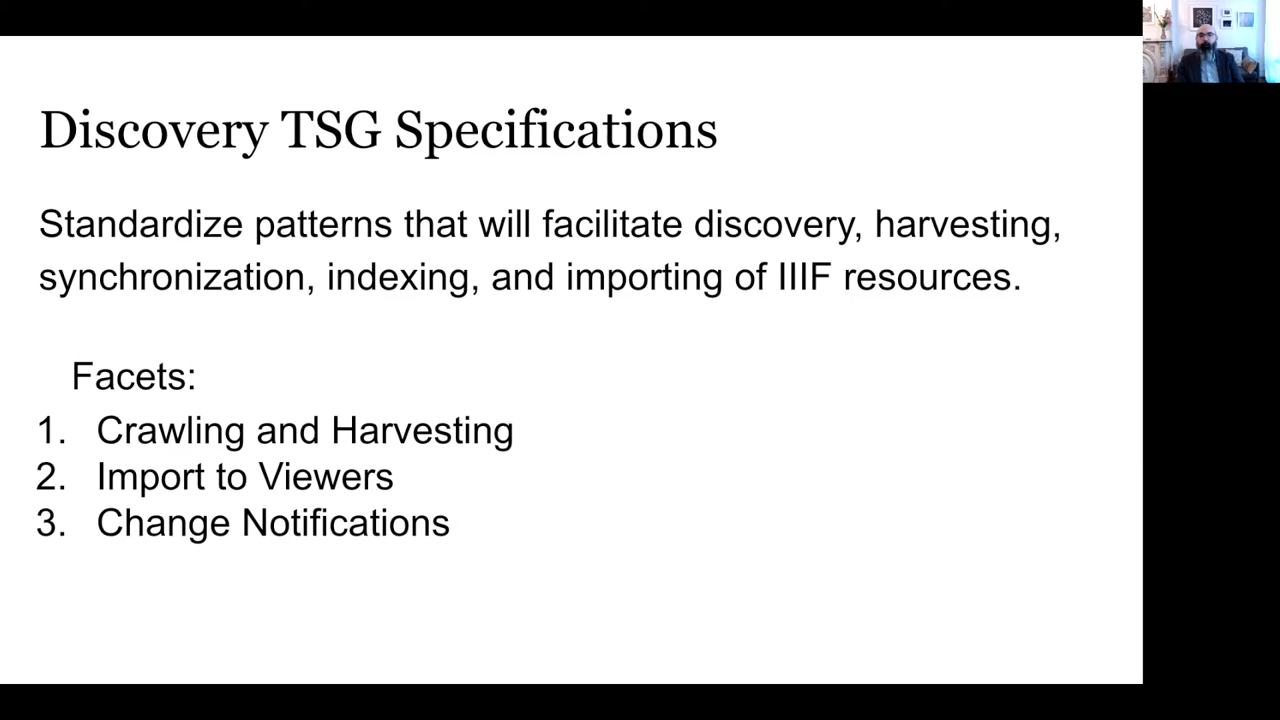 Discovery TSG Specifications
Standardize patterns that will facilitate discovery, harvesting,
synchronization, indexing, and importing of IIIF resources.
Facets:
1. Crawling and Harvesting
2. Import to Viewers
3. Change Notifications